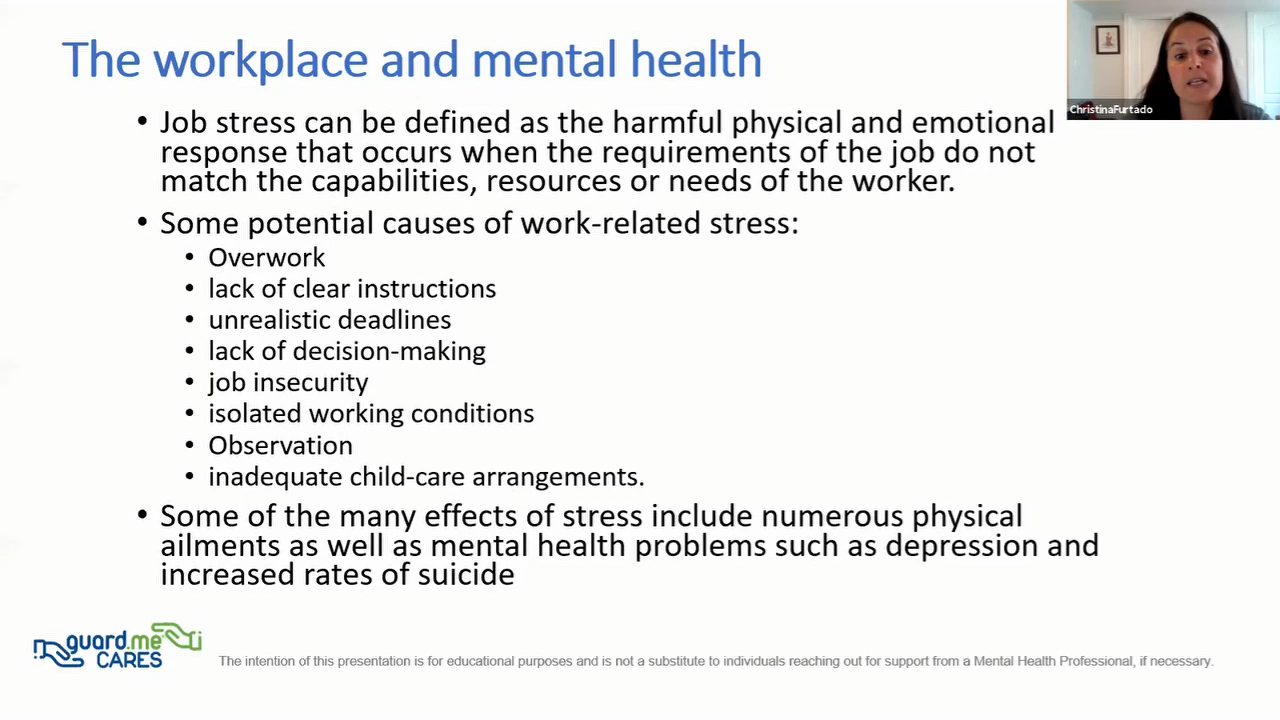 The workplace and mental health
ChristinaFurtado
• Job stress can be defined as the harmful physical and emotional
response that occurs when the requirements of the job do not
match the capabilities, resources or needs of the worker.
• Some potential causes of work-related stress:
• Overwork
• lack of clear instructions
• unrealistic deadlines
• lack of decision-making
• job insecurity
• isolated working conditions
• Observation
• inadequate child-care arrangements.
• Some of the many effects of stress include numerous physical
ailments as well as mental health problems such as depression and
increased rates of suicide
guard.me
CARES
The intention of this presentation is for educational purposes and is not a substitute to individuals reaching out for support from a Mental Health Professional, if necessary.